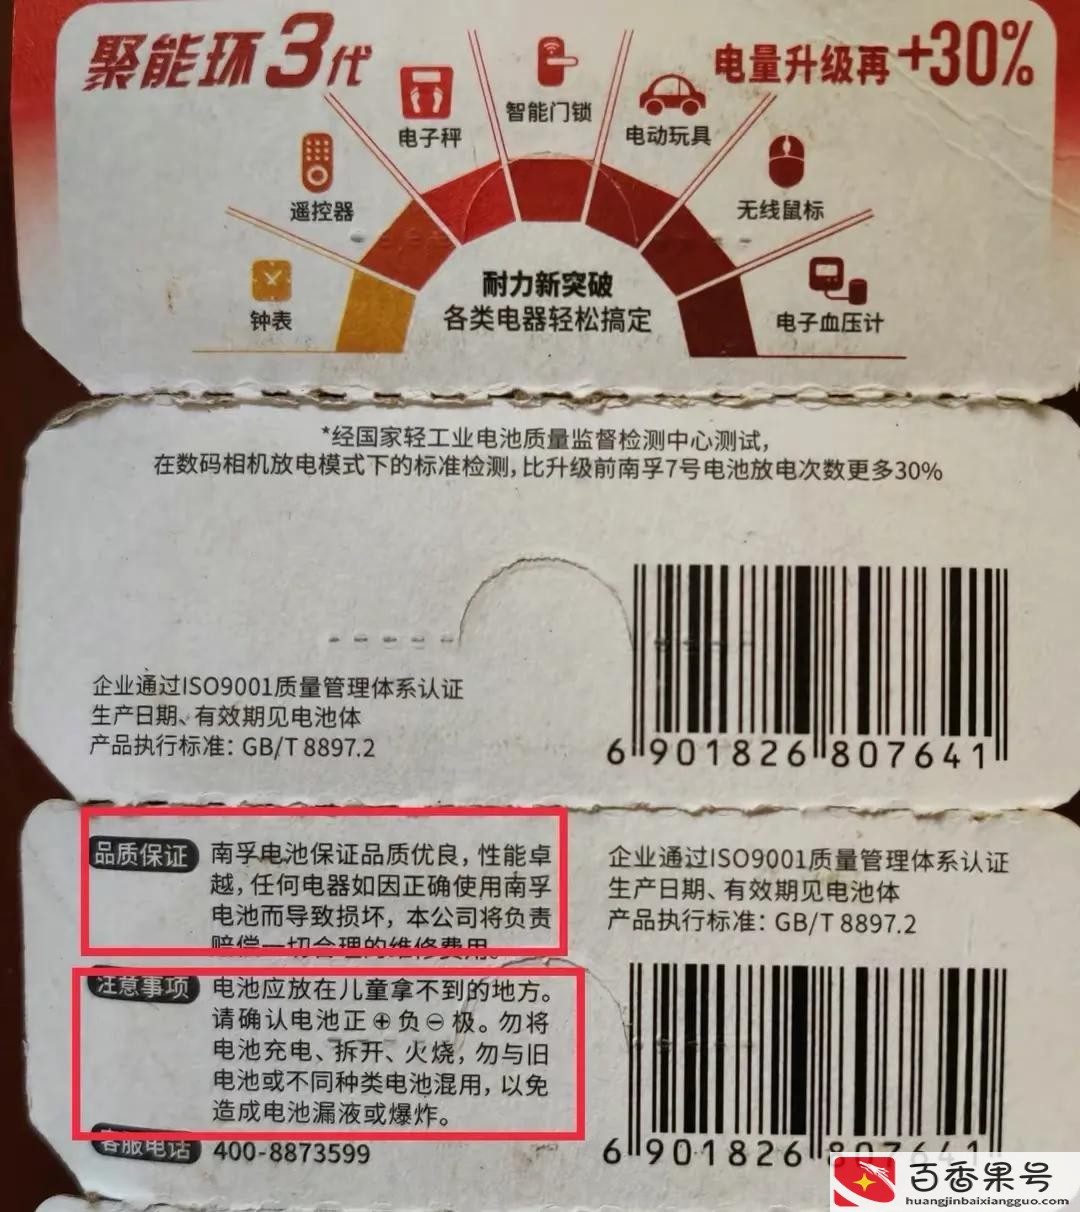 聚能环3代
电量升级再+30%
智能门锁
电子秤
电动玩具
遥控器
无线鼠标
钟表
电子血压计
耐力新突破
各类电器轻松搞定
*经国家轻工业电池质量监督检测中心测试,
在数码相机放电模式下的标准检测,比升级前南孚7号电池放电次数更多30%
企业通过ISO9001质量管理体系认证
生产日期、有效期见电池体
产品执行标准: GB/T 8897.2
6 901826 807641
品质保证
南孚电池保证品质优良,性能卓
越,任何电器如因正确使用南孚
电池而导致损坏,本公司将负责
赔偿一切合理的维修费用。
注意事项
电池应放在儿童拿不到的地方。
请确认电池正⊕负⊖极。勿将
电池充电、拆开、火烧,勿与旧
电池或不同种类电池混用,以免
造成电池漏液或爆炸。
客服电话
400-8873599
企业通过ISO9001质量管理体系认证
生产日期、有效期见电池体
产品执行标准: GB/T 8897.2
6 901826 807641
百香果号
huangjinbaixiangguo.com